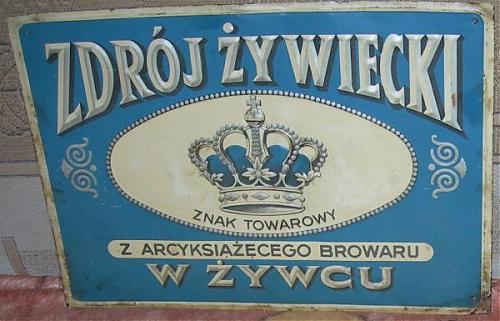 ZDRÓJ ŻYWIECKI
ZNAK TOWAROWY
Z ARCYKSIĄŻĘCEGO BROWARU
W ŻYWCU